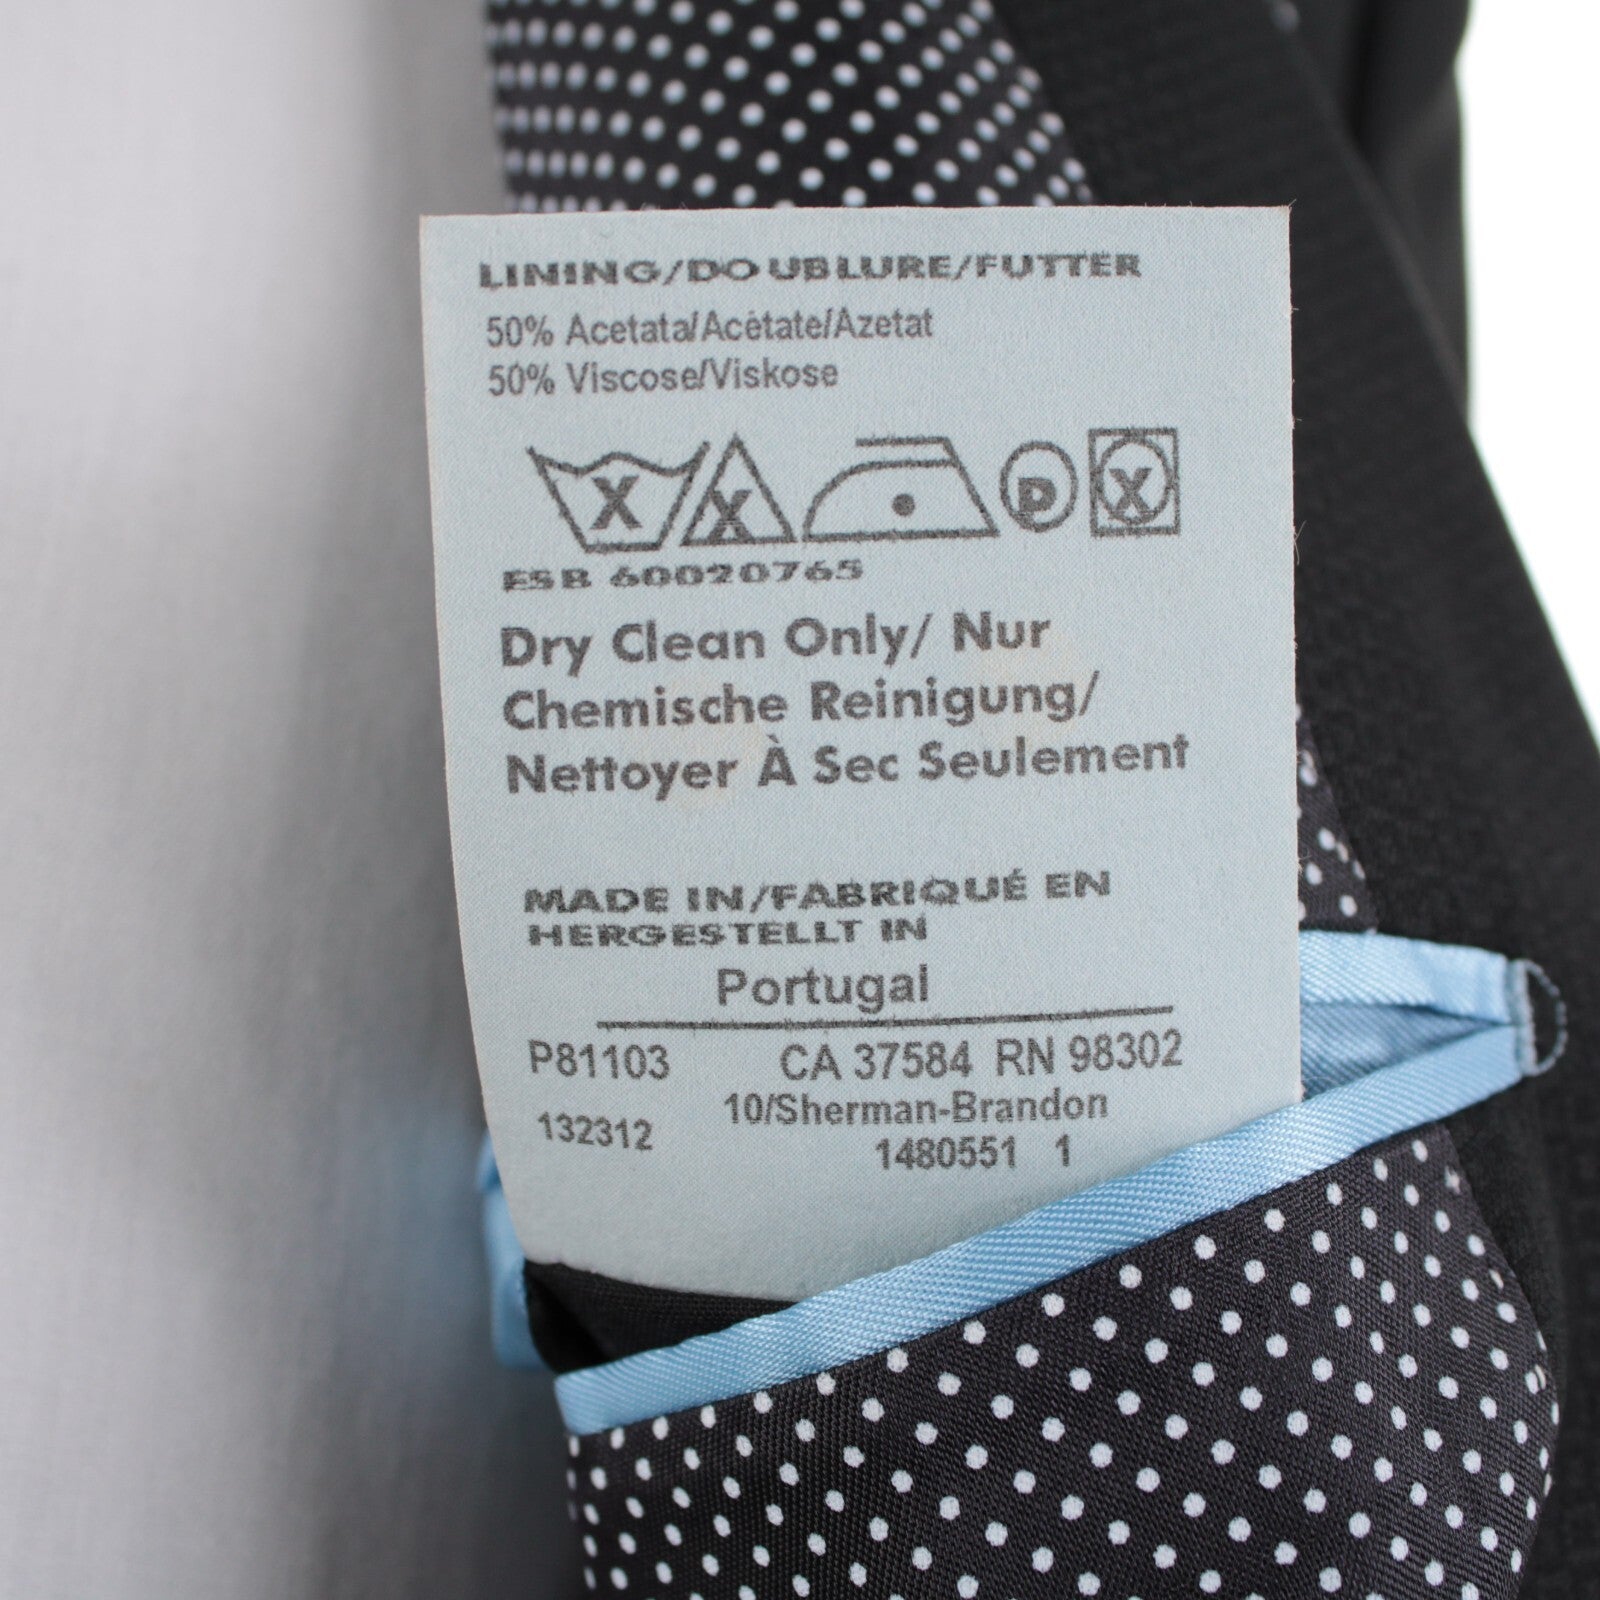 LINING/DOUBLURE/FUTTER
50% Acetata/Acétate/Azetat
50% Viscose/Viskose
X X P X
ESB 60020765
Dry Clean Only/ Nur
Chemische Reinigung/
Nettoyer À Sec Seulement
MADE IN/FABRIQUÉ EN
HERGESTELLT IN
Portugal
P81103 CA 37584 RN 98302
10/Sherman-Brandon
132312 1480551 1